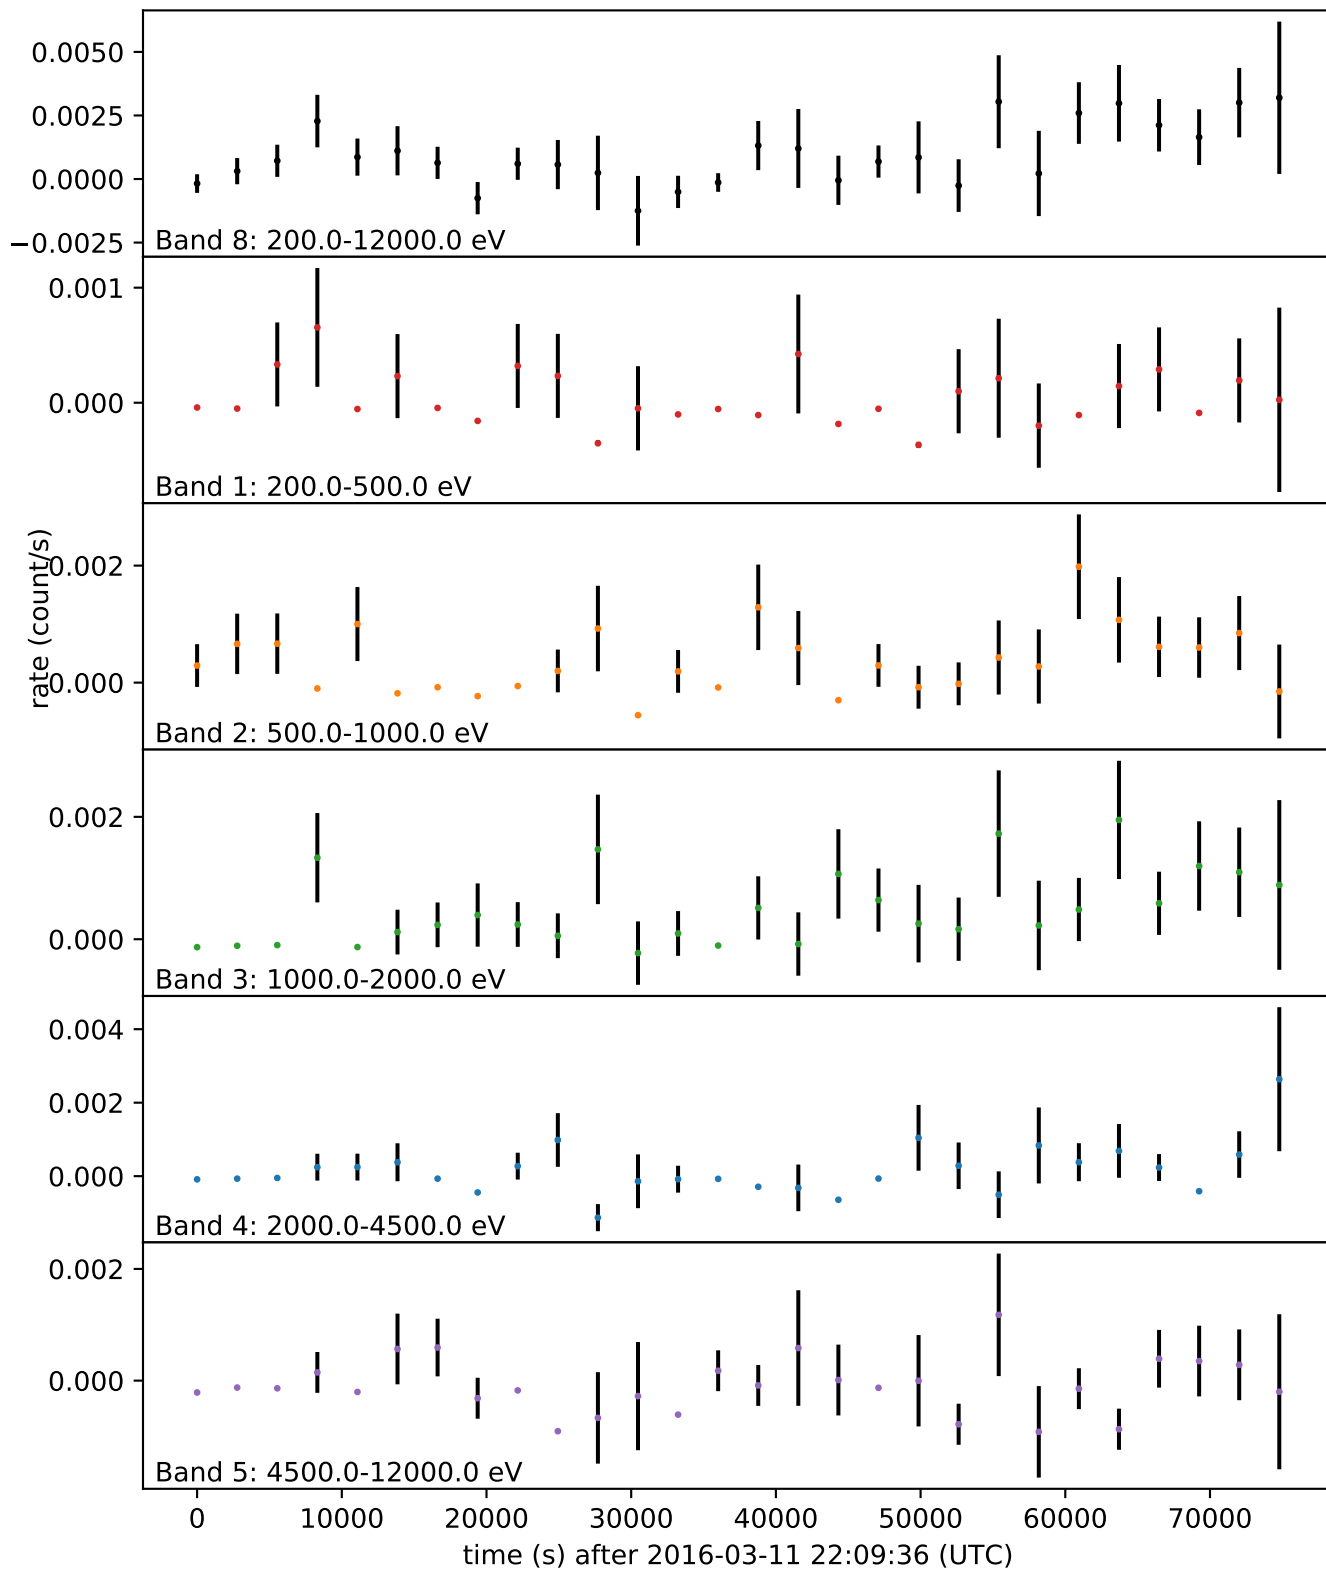 0.0050
0.0025
0.0000
−0.0025
Band 8: 200.0-12000.0 eV
0.001
0.000
Band 1: 200.0-500.0 eV
rate (count/s)
0.002
0.000
Band 2: 500.0-1000.0 eV
0.002
0.000
Band 3: 1000.0-2000.0 eV
0.004
0.002
0.000
Band 4: 2000.0-4500.0 eV
0.002
0.000
Band 5: 4500.0-12000.0 eV
0 10000 20000 30000 40000 50000 60000 70000
time (s) after 2016-03-11 22:09:36 (UTC)